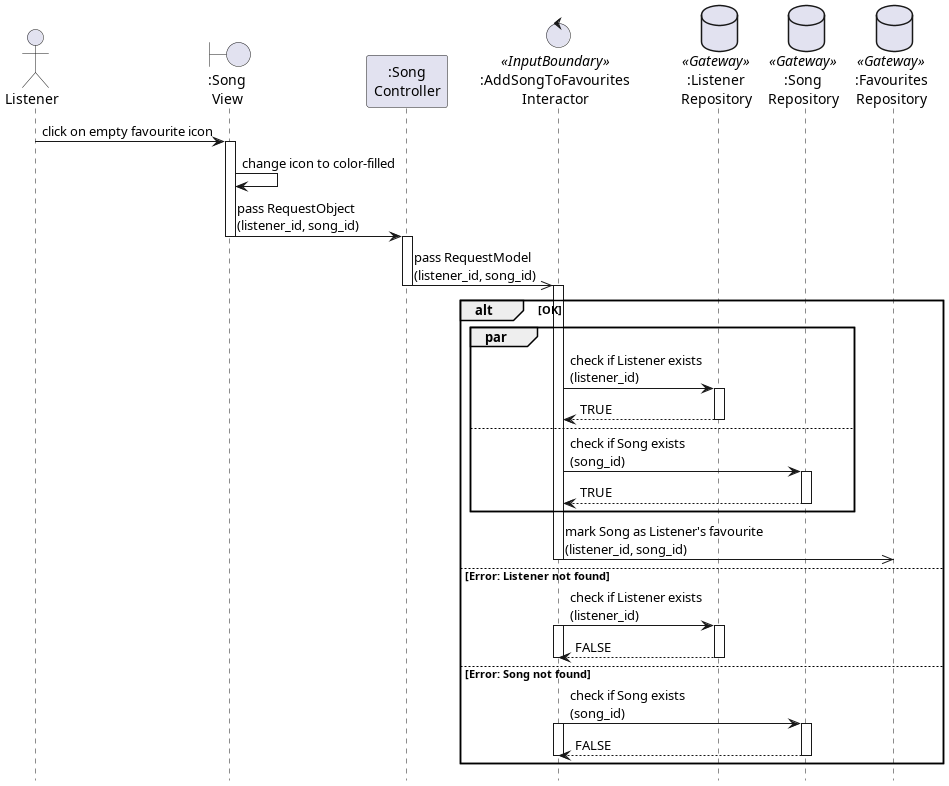 Listener
:Song
View
:Song
Controller
«InputBoundary»
:AddSongToFavourites
Interactor
«Gateway»
:Listener
Repository
«Gateway»
:Song
Repository
«Gateway»
:Favourites
Repository
click on empty favourite icon
change icon to color-filled
pass RequestObject
(listener_id, song_id)
pass RequestModel
(listener_id, song_id)
alt [OK]
par
check if Listener exists
(listener_id)
TRUE
check if Song exists
(song_id)
TRUE
mark Song as Listener's favourite
(listener_id, song_id)
[Error: Listener not found]
check if Listener exists
(listener_id)
FALSE
[Error: Song not found]
check if Song exists
(song_id)
FALSE